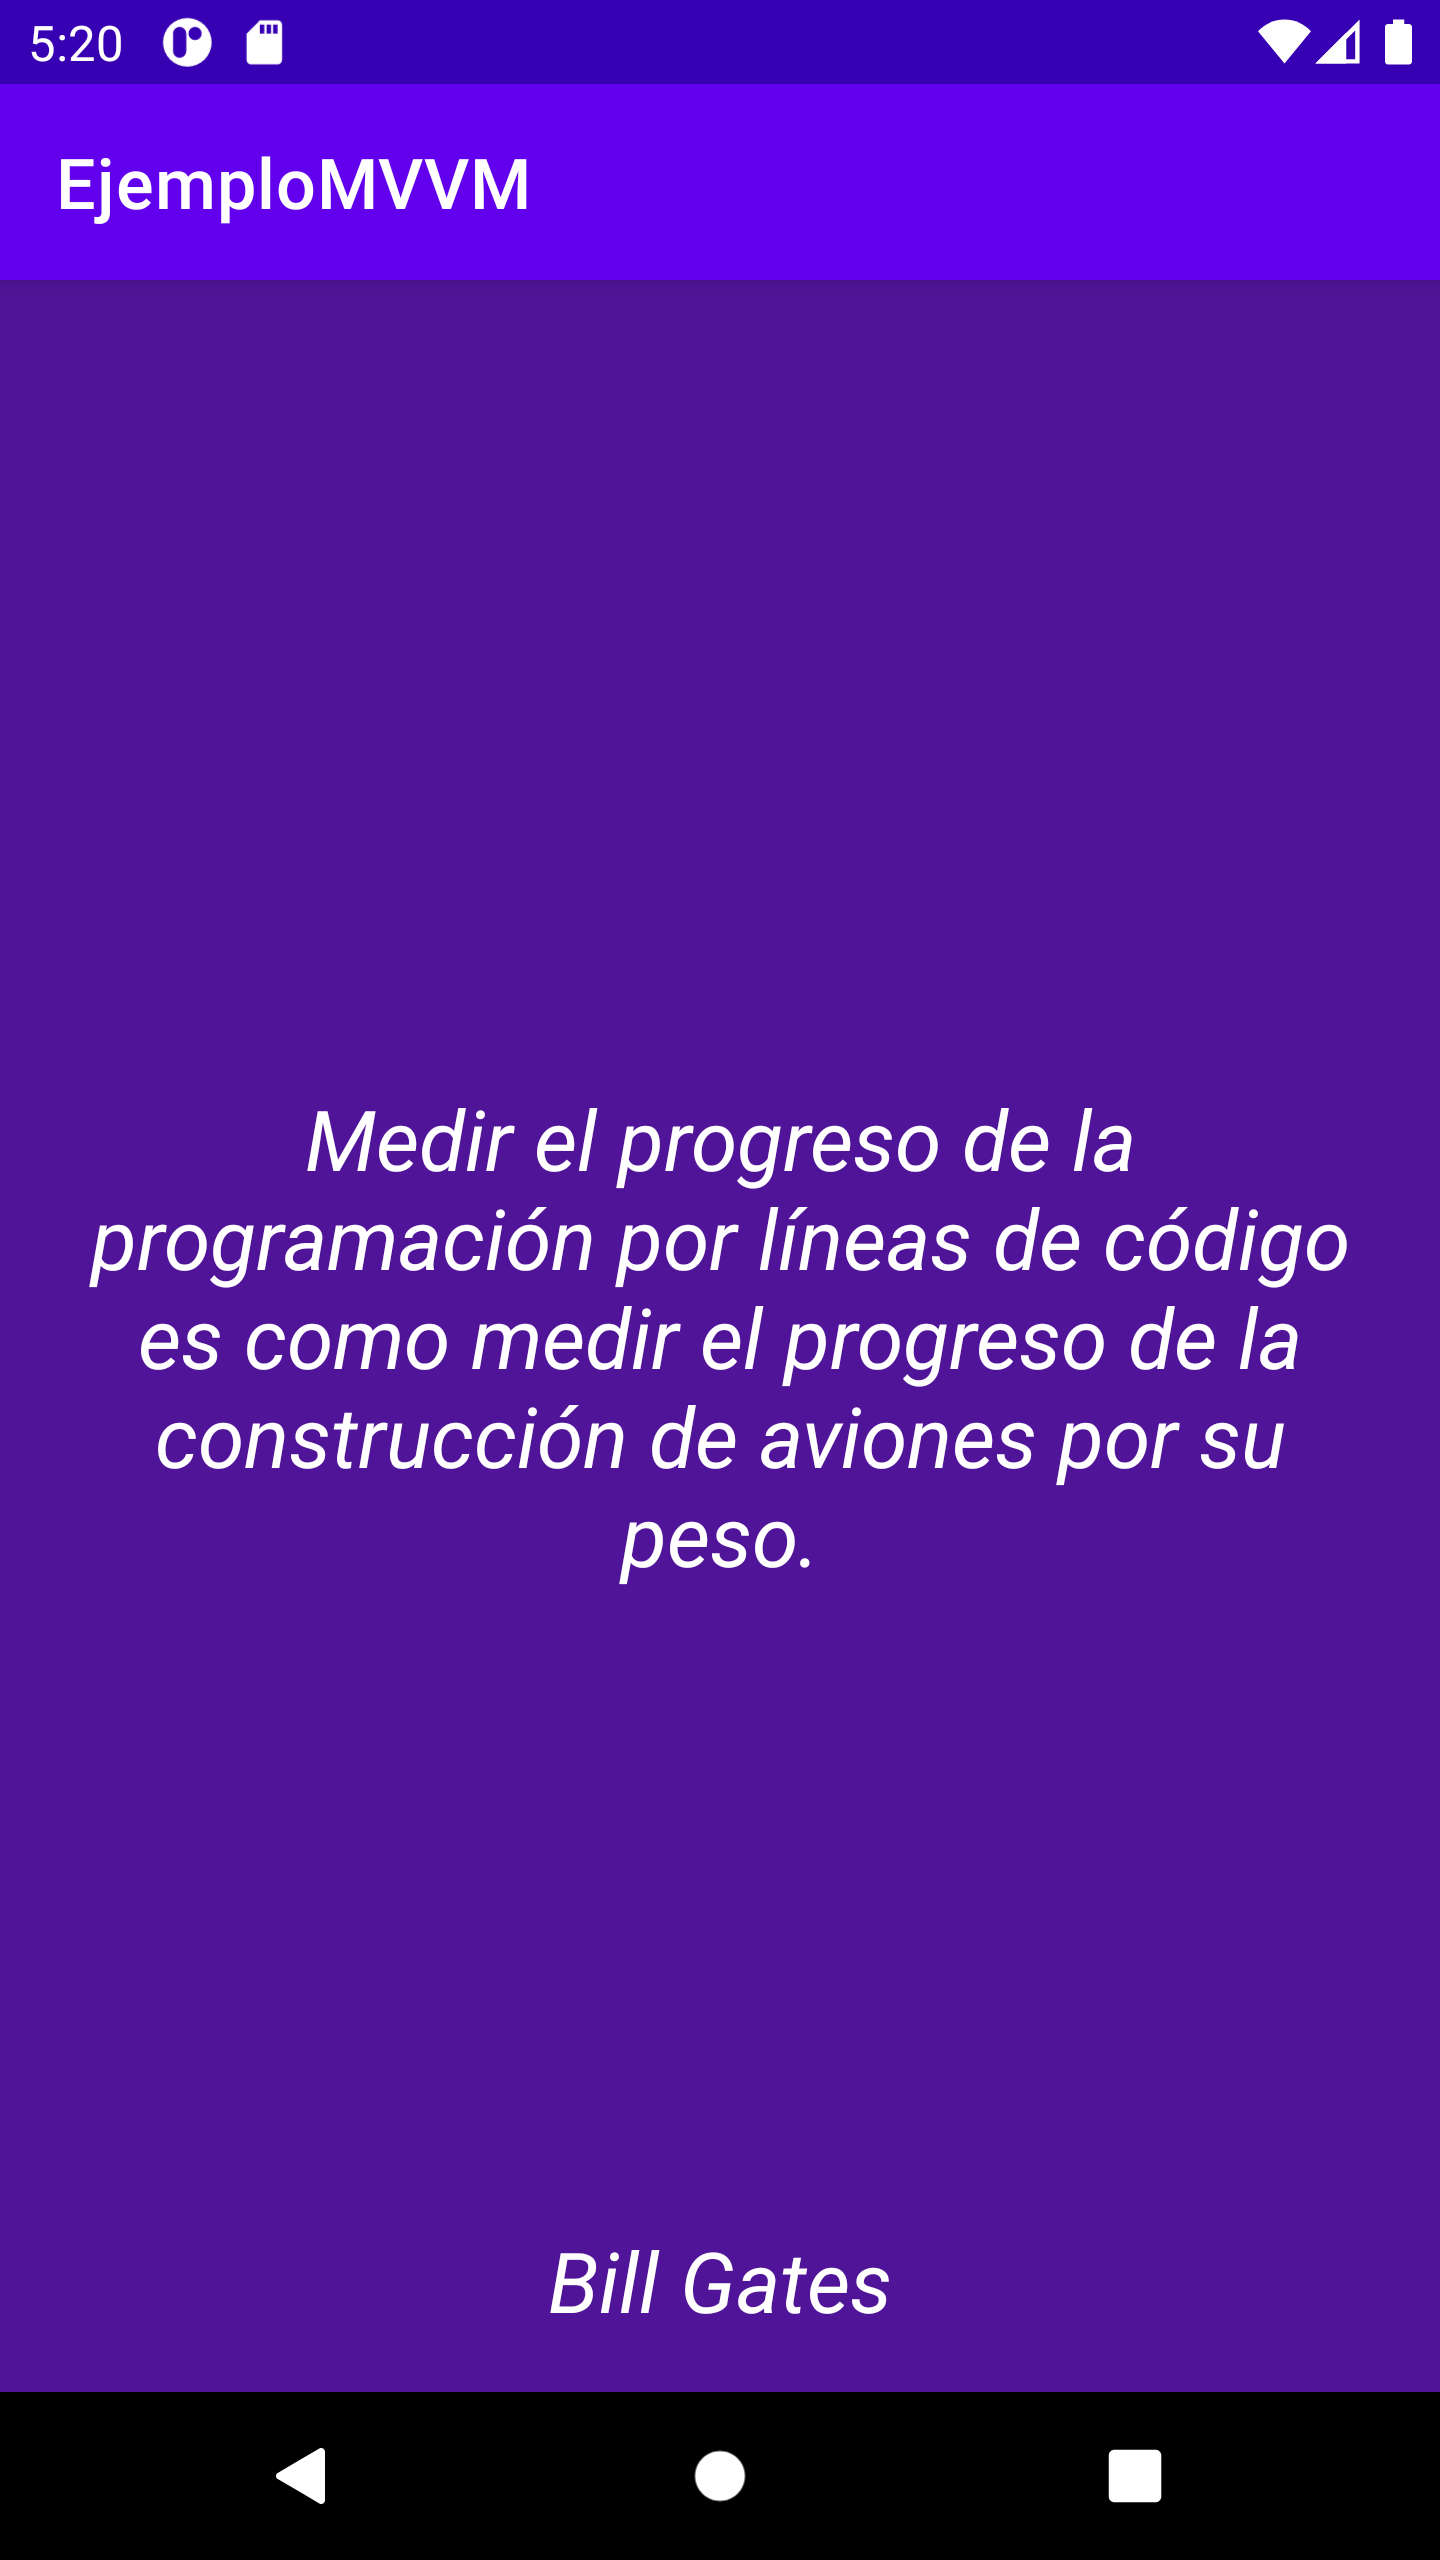 5:20
EjemploMVVM
Medir el progreso de la
programación por líneas de código
es como medir el progreso de la
construcción de aviones por su
peso.
Bill Gates